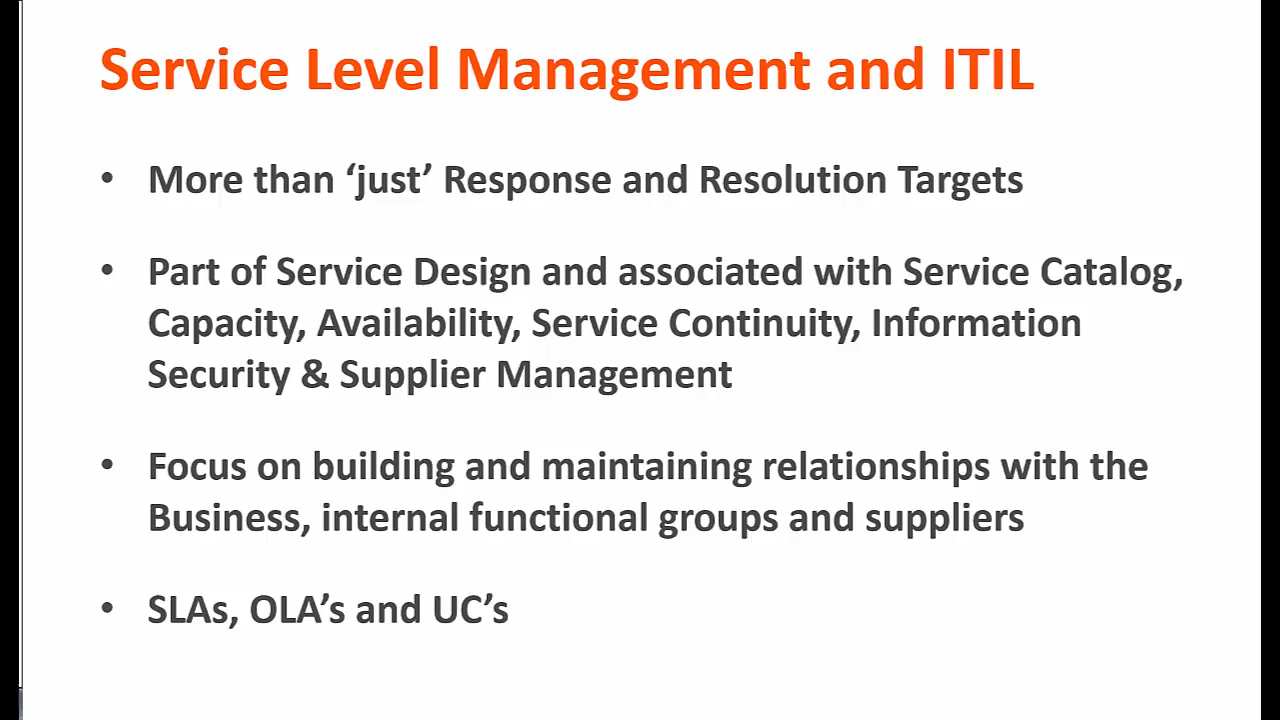 Service Level Management and ITIL
• More than ‘just’ Response and Resolution Targets
• Part of Service Design and associated with Service Catalog,
Capacity, Availability, Service Continuity, Information
Security & Supplier Management
• Focus on building and maintaining relationships with the
Business, internal functional groups and suppliers
• SLAs, OLA’s and UC’s